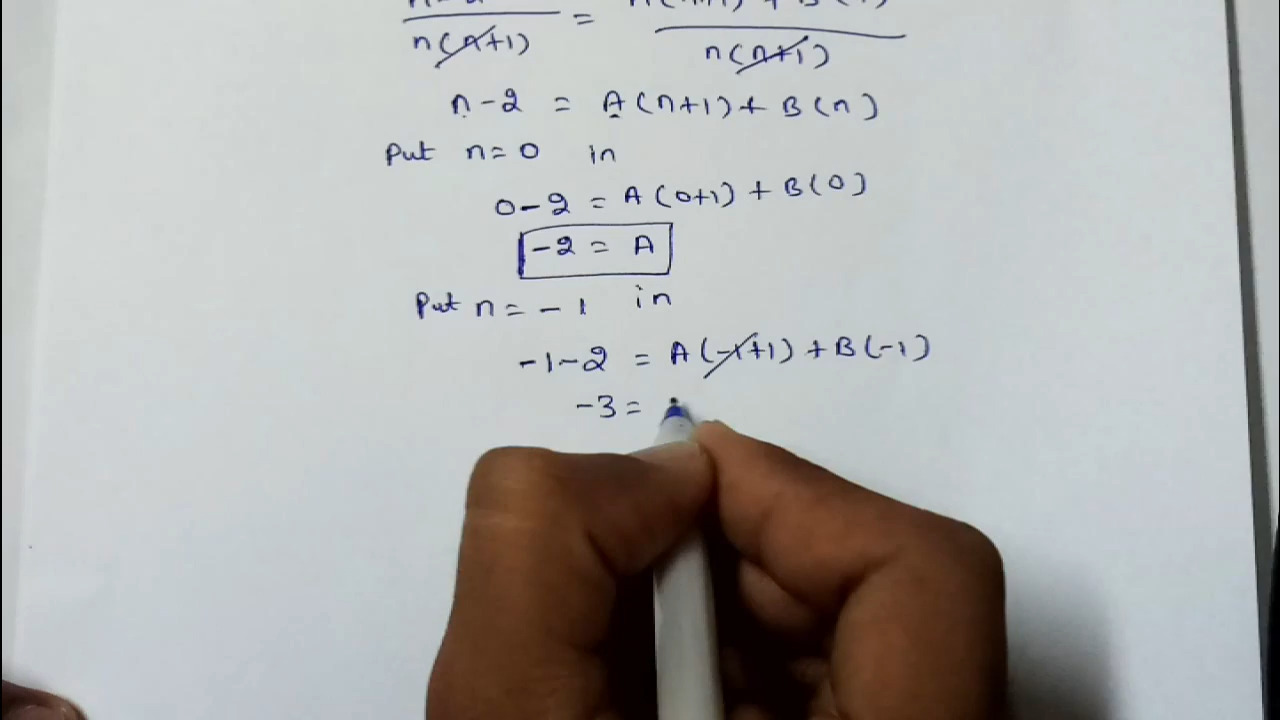 n(n+1) = n(n+1)
n-2 = A(n+1)+B(n)
Put n=0 in
0-2 = A(0+1)+B(0)
-2 = A
Put n=-1 in
-1-2 = A(-1+1)+B(-1)
-3=